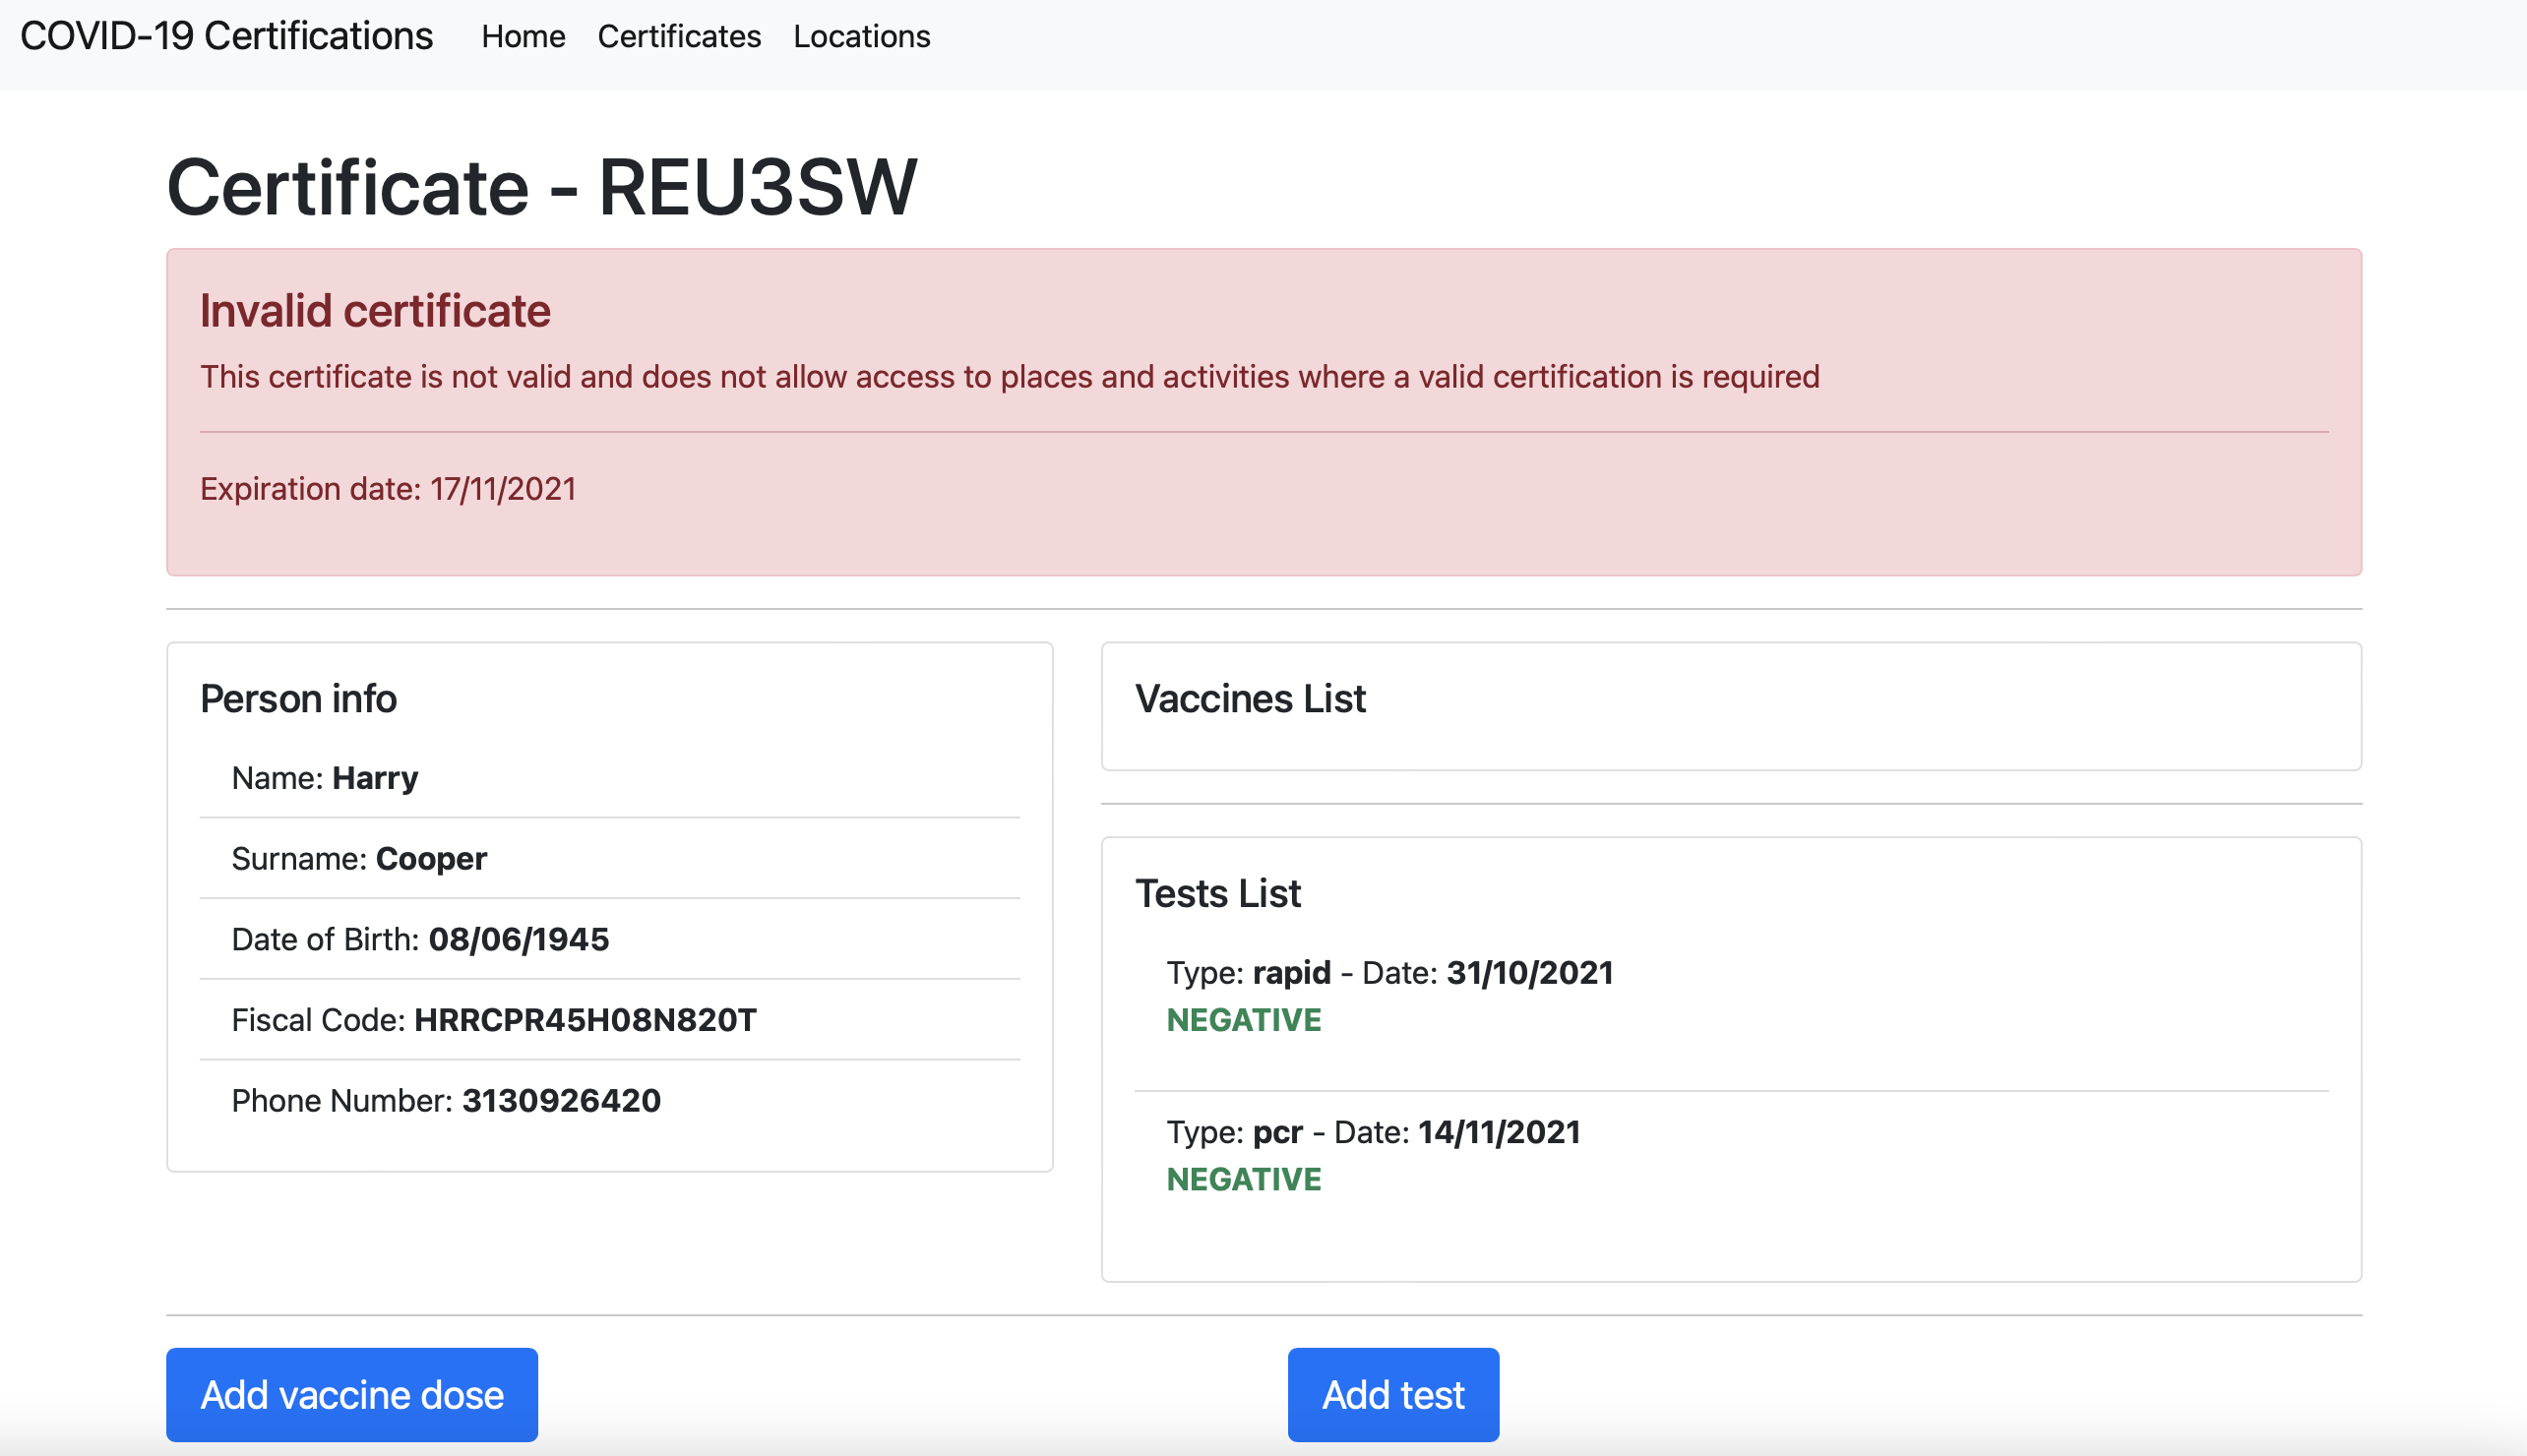 COVID-19 Certifications Home Certificates Locations
Certificate - REU3SW
Invalid certificate
This certificate is not valid and does not allow access to places and activities where a valid certification is required
Expiration date: 17/11/2021
Person info
Name: Harry
Surname: Cooper
Date of Birth: 08/06/1945
Fiscal Code: HRRCPR45H08N820T
Phone Number: 3130926420
Vaccines List
Tests List
Type: rapid - Date: 31/10/2021
NEGATIVE
Type: pcr - Date: 14/11/2021
NEGATIVE
Add vaccine dose
Add test